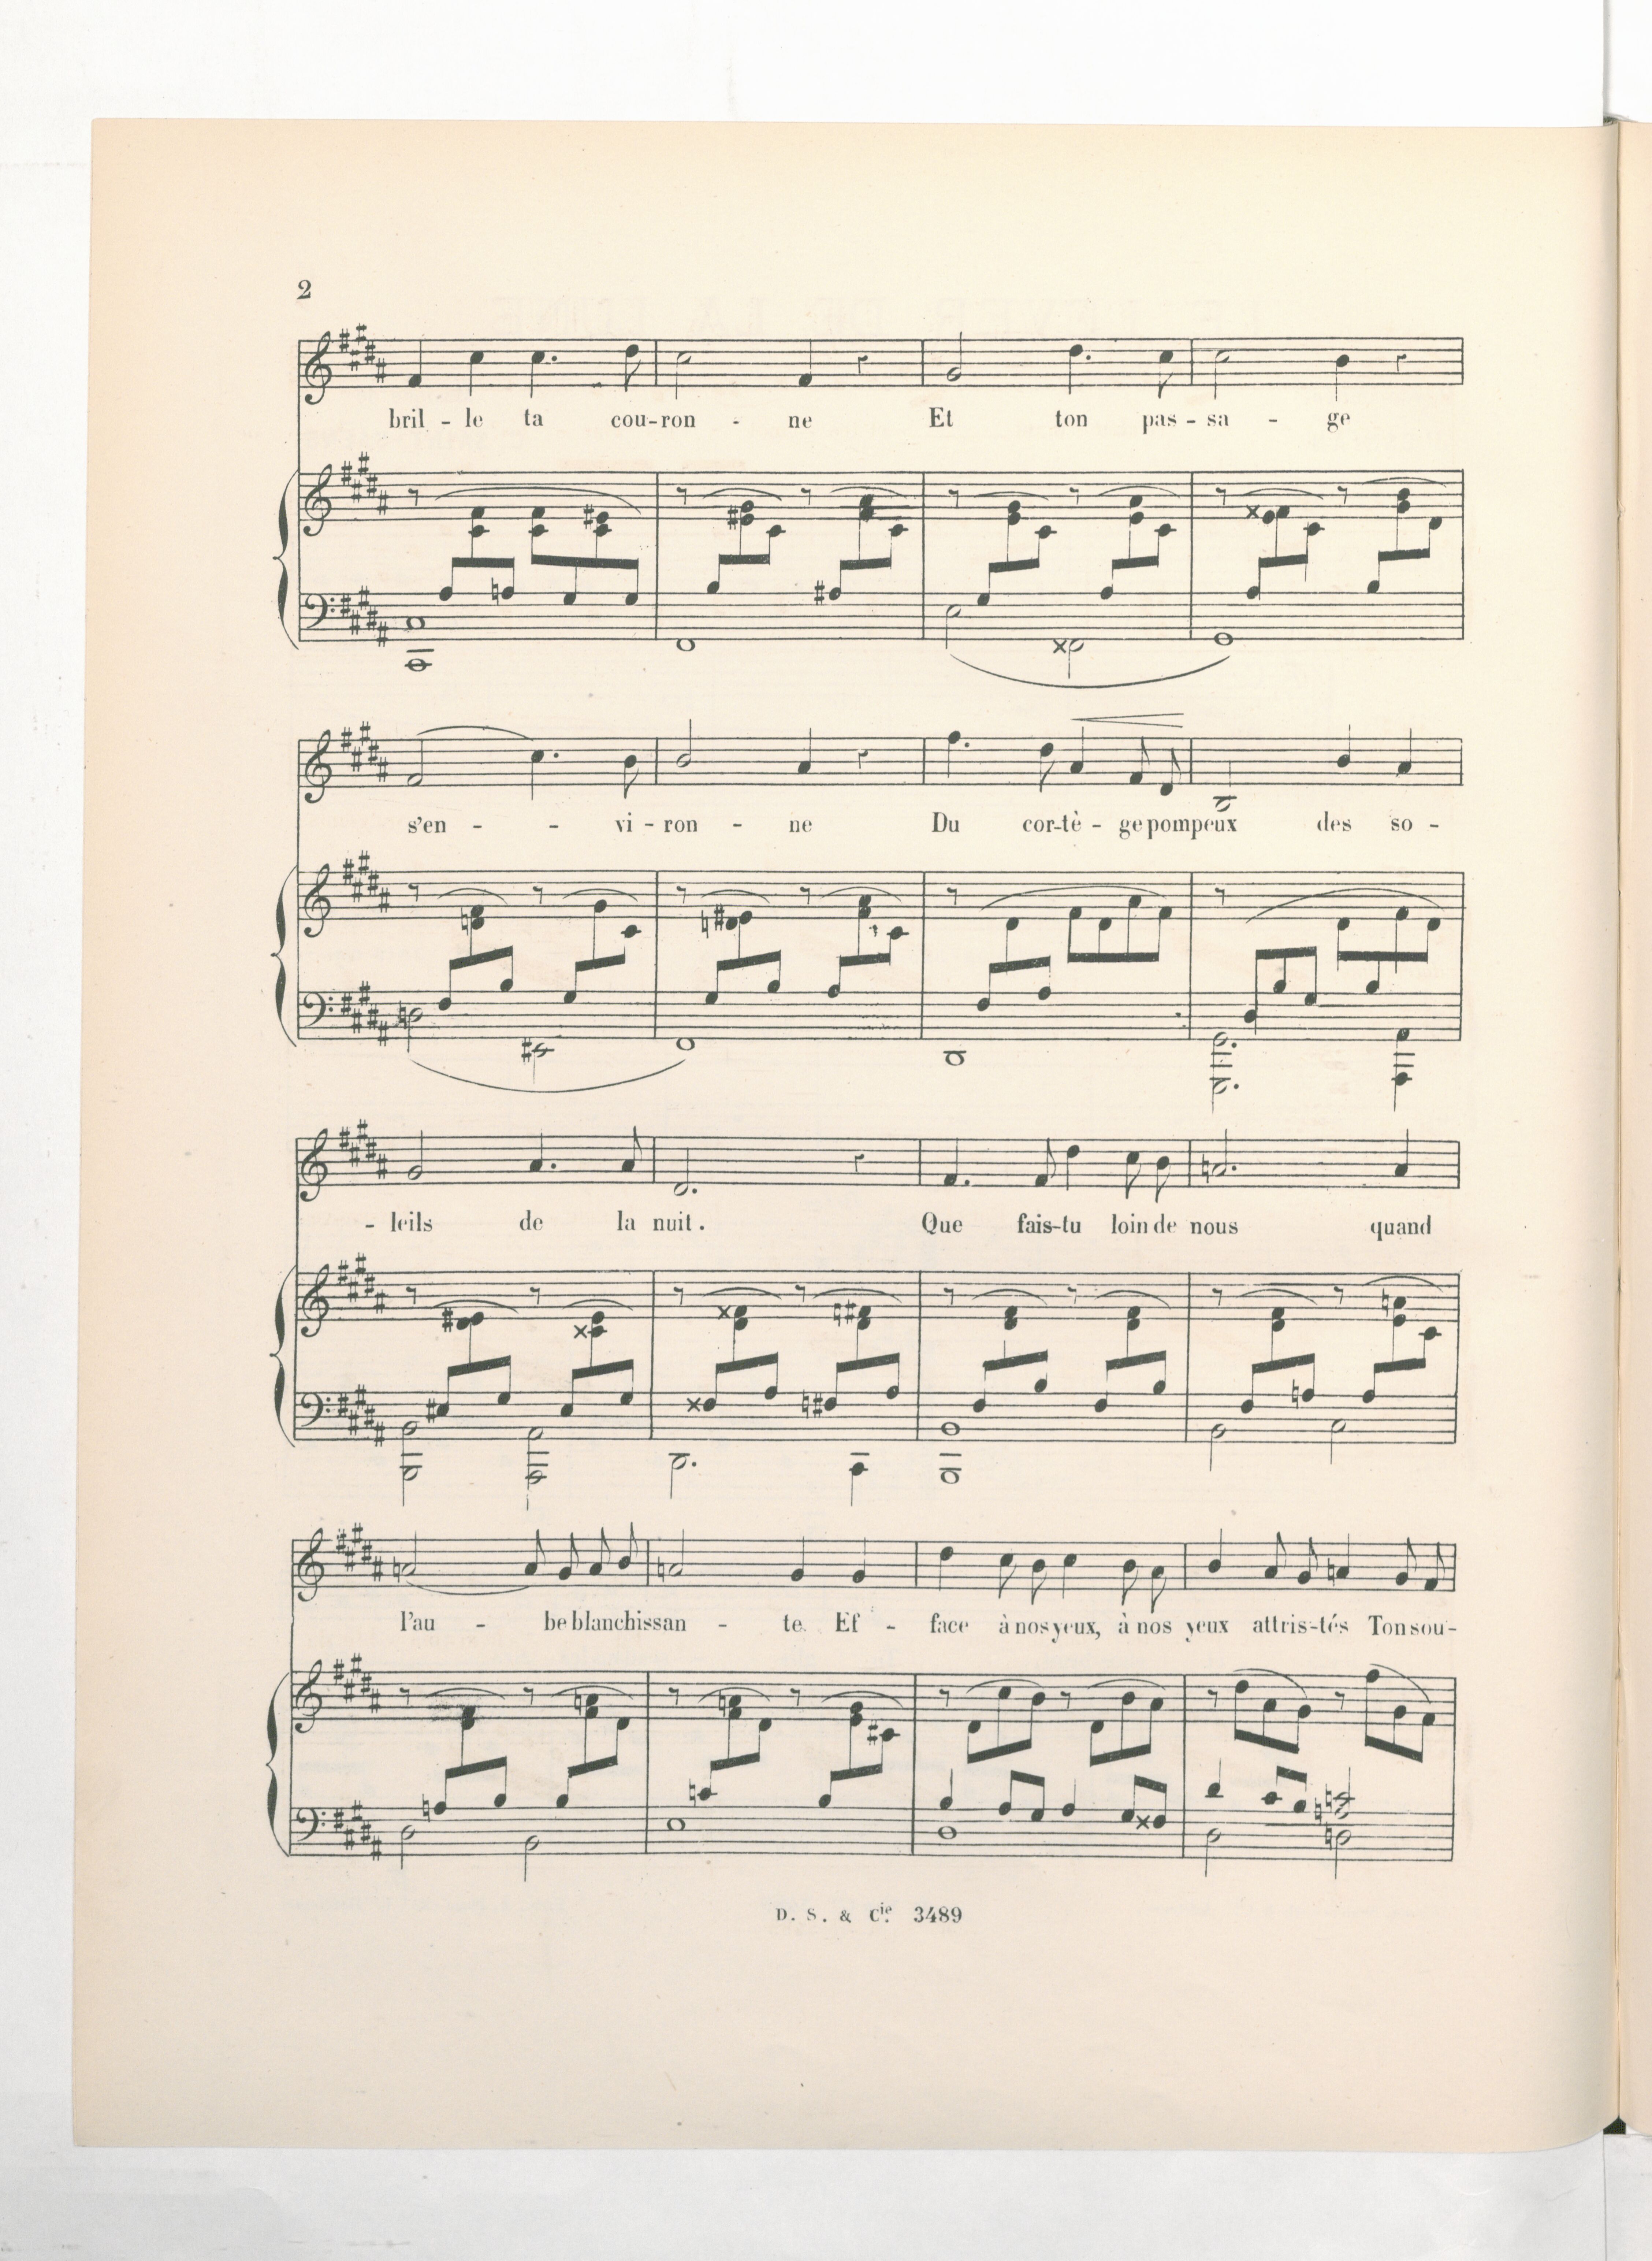 2
bril - le ta cou-ron - ne Et ton pas - sa - ge
s'en - - vi - ron - ne Du cor-tè - ge pompeux des so -
- leils de la nuit. Que fais-tu loin de nous quand
l'au - be blanchissan - te. Ef - face à nos yeux, à nos yeux attris-tés Ton sou -
D. S. & Cie. 3489